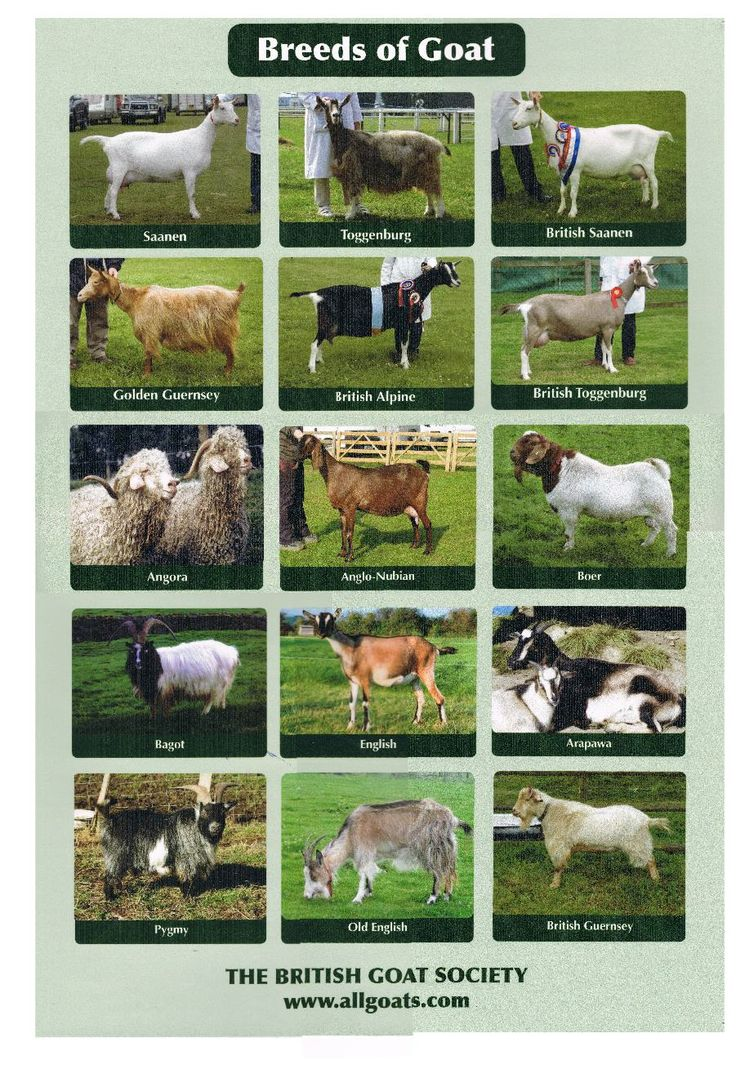 Breeds of Goat
Saanen
Toggenburg
British Saanen
Golden Guernsey
British Alpine
British Toggenburg
Angora
Anglo-Nubian
Boer
Bagot
English
Arapawa
Pygmy
Old English
British Guernsey
THE BRITISH GOAT SOCIETY
www.allgoats.com